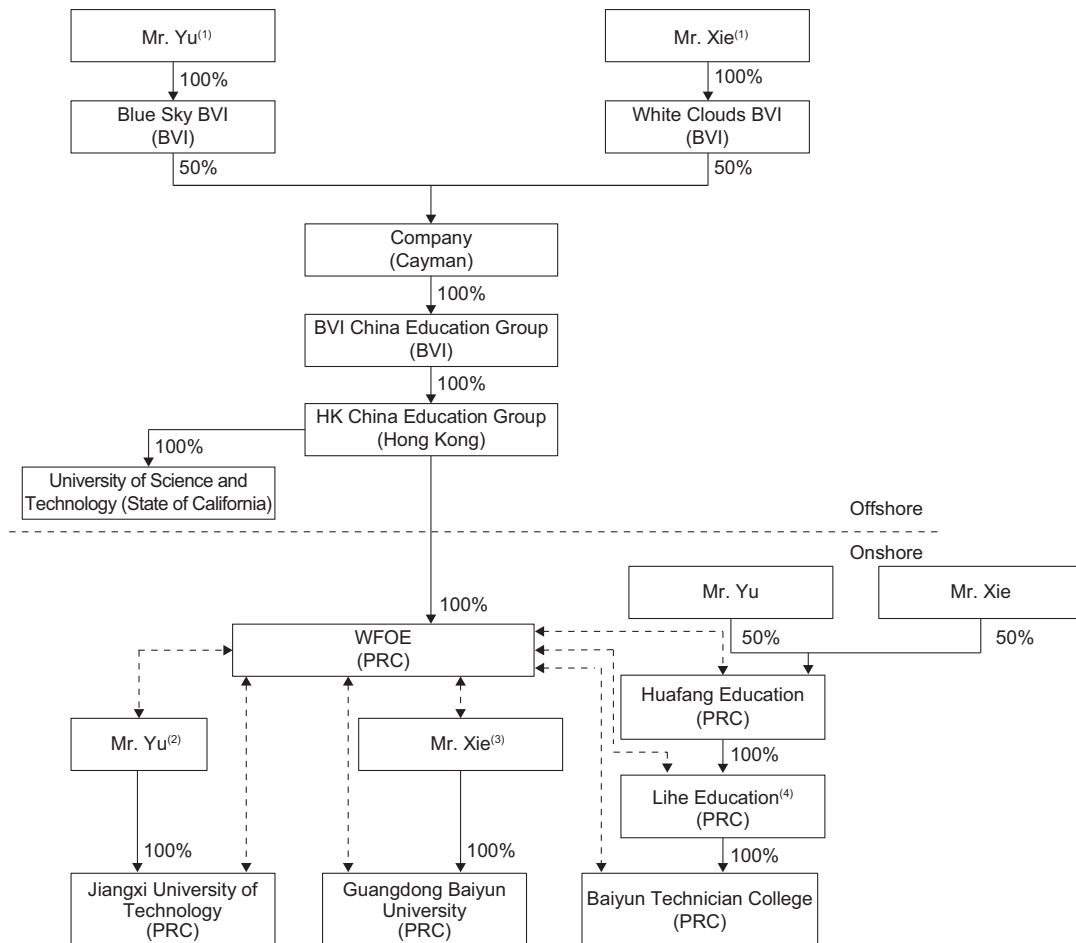 Mr. Yu(1)
Mr. Xie(1)
100%
100%
Blue Sky BVI
(BVI)
White Clouds BVI
(BVI)
50%
50%
Company
(Cayman)
100%
BVI China Education Group
(BVI)
100%
HK China Education Group
(Hong Kong)
100%
University of Science and
Technology (State of California)
Offshore
Onshore
Mr. Yu
Mr. Xie
100%
50%
50%
WFOE
(PRC)
Huafang Education
(PRC)
Mr. Yu(2)
Mr. Xie(3)
100%
Lihe Education(4)
(PRC)
100%
100%
100%
Jiangxi University of
Technology
(PRC)
Guangdong Baiyun
University
(PRC)
Baiyun Technician College
(PRC)